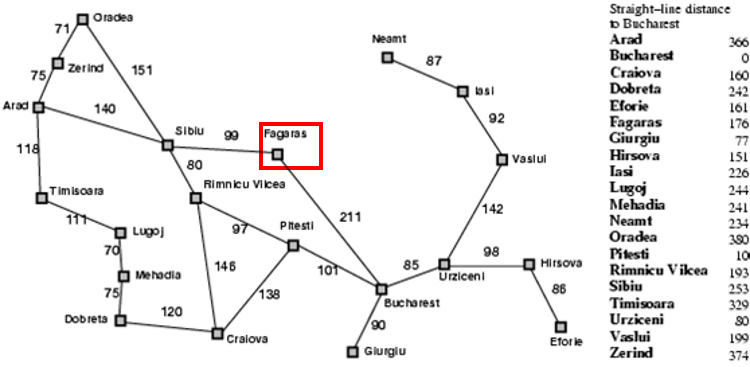 Oradea
71
Neamt
87
Zerind
151
75
Iasi
Arad
140
92
Sibiu
99
Fagaras
118
80
Vaslui
Rimnicu Vilcea
Timisoara
111
211
142
Lugoj
97
Pitesti
70
98
Hirsova
85
146
101
Urziceni
Mehadia
138
86
75
Bucharest
120
90
Dobreta
Craiova
Eforie
Giurgiu
Straight-line distance
to Bucharest
Arad 366
Bucharest 0
Craiova 160
Dobreta 242
Eforie 161
Fagaras 176
Giurgiu 77
Hirsova 151
Iasi 226
Lugoj 244
Mehadia 241
Neamt 234
Oradea 380
Pitesti 10
Rimnicu Vilcea 193
Sibiu 253
Timisoara 329
Urziceni 80
Vaslui 199
Zerind 374